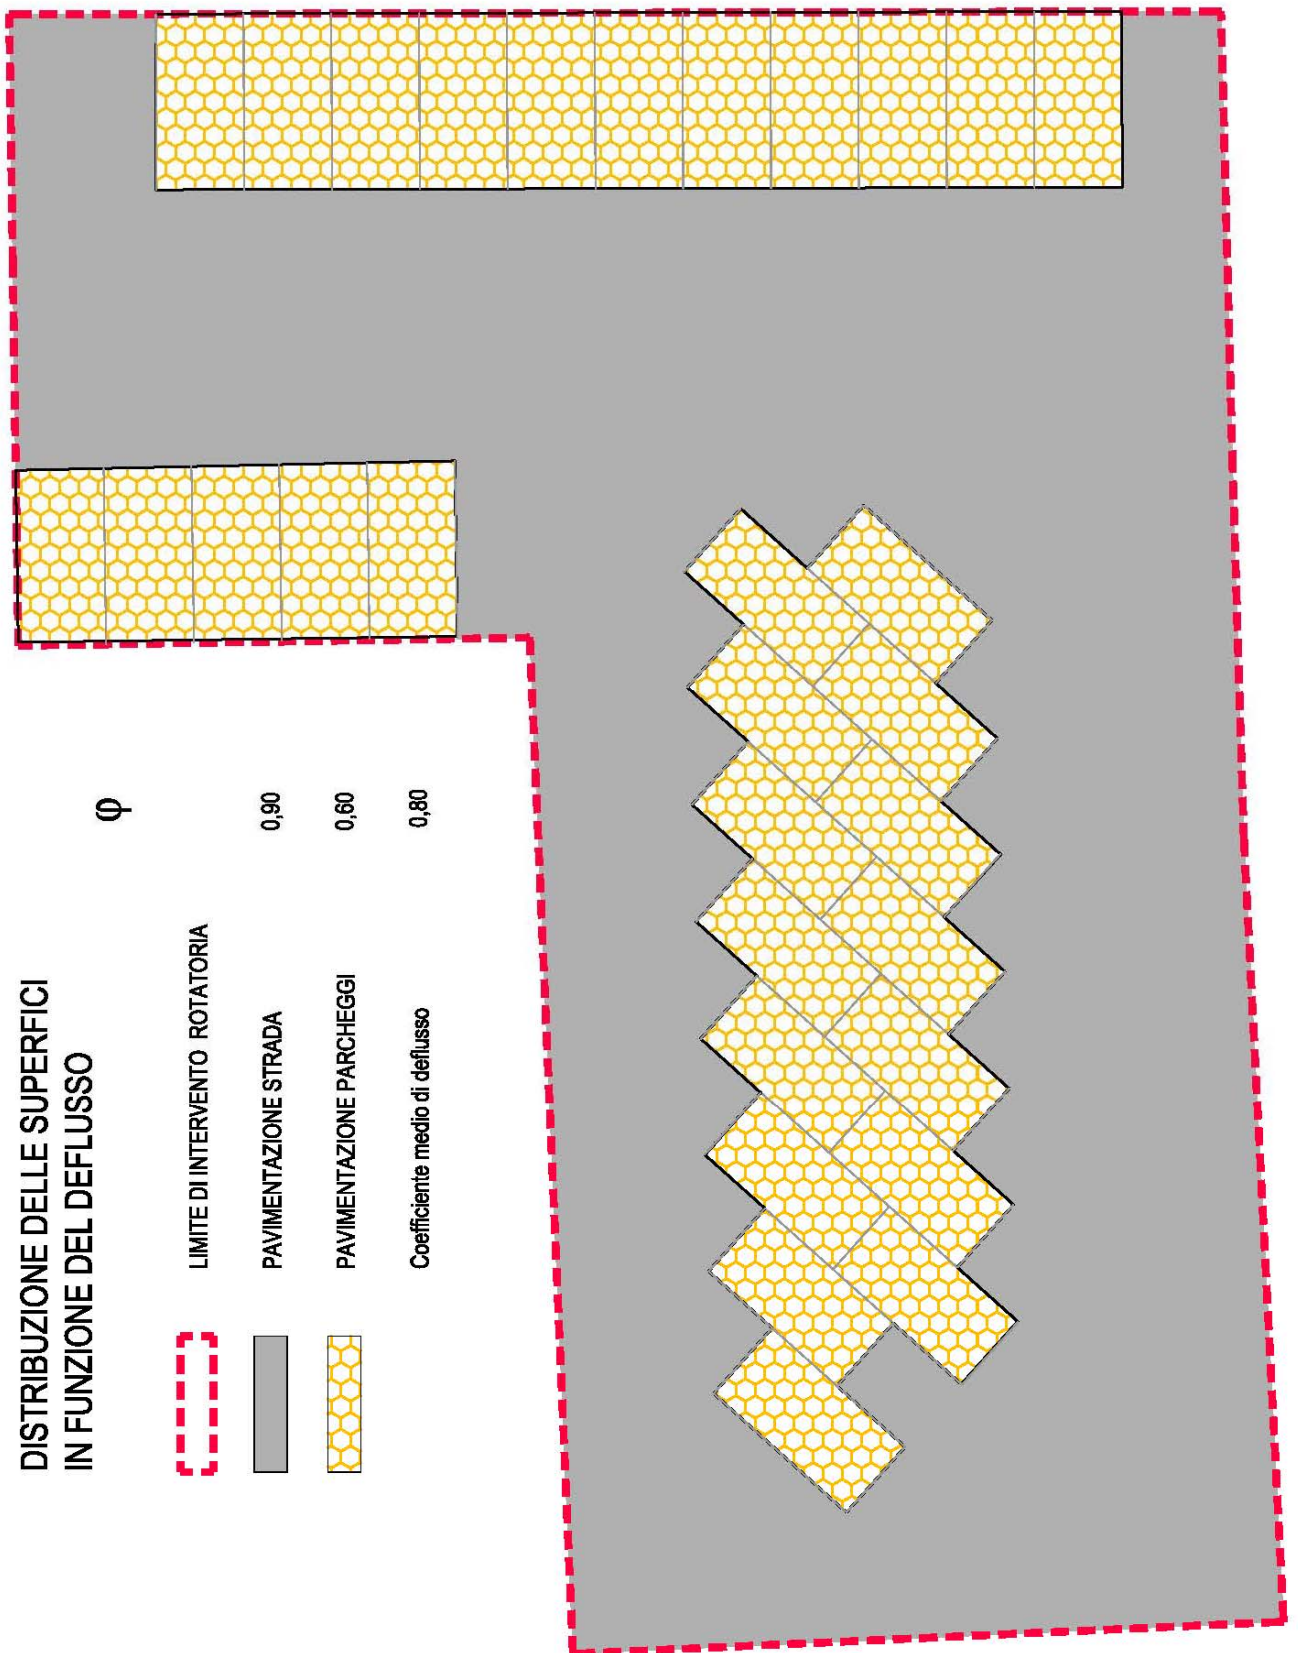 DISTRIBUZIONE DELLE SUPERFICI
IN FUNZIONE DEL DEFLUSSO
φ
LIMITE DI INTERVENTO ROTATORIA
PAVIMENTAZIONE STRADA 0,90
PAVIMENTAZIONE PARCHEGGI 0,60
Coefficiente medio di deflusso 0,80